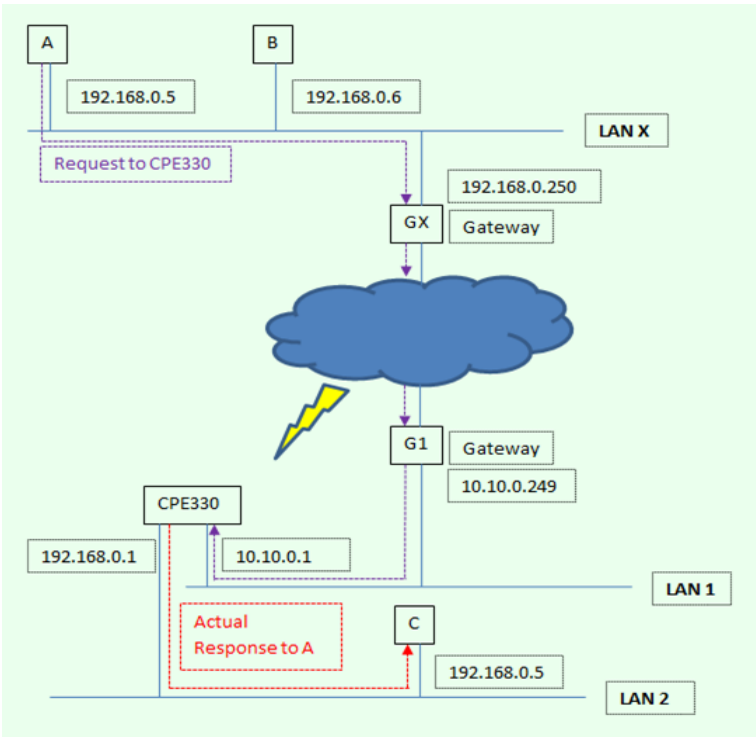 A
B
192.168.0.5
192.168.0.6
LAN X
Request to CPE330
192.168.0.250
GX
Gateway
G1
Gateway
10.10.0.249
CPE330
192.168.0.1
10.10.0.1
LAN 1
Actual
Response to A
C
192.168.0.5
LAN 2